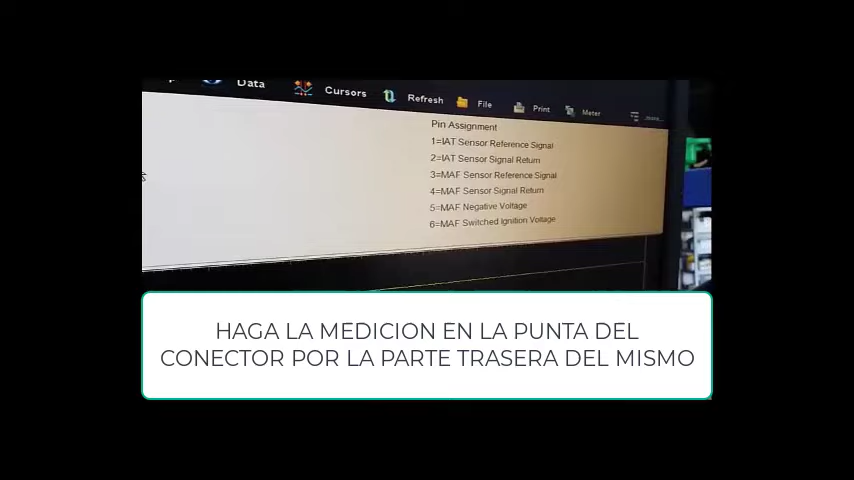 Data
Cursors
Refresh
File
Print
Meter
more...
Pin Assignment
1=IAT Sensor Reference Signal
2=IAT Sensor Signal Return
3=MAF Sensor Reference Signal
4=MAF Sensor Signal Return
5=MAF Negative Voltage
6=MAF Switched Ignition Voltage
HAGA LA MEDICION EN LA PUNTA DEL
CONECTOR POR LA PARTE TRASERA DEL MISMO